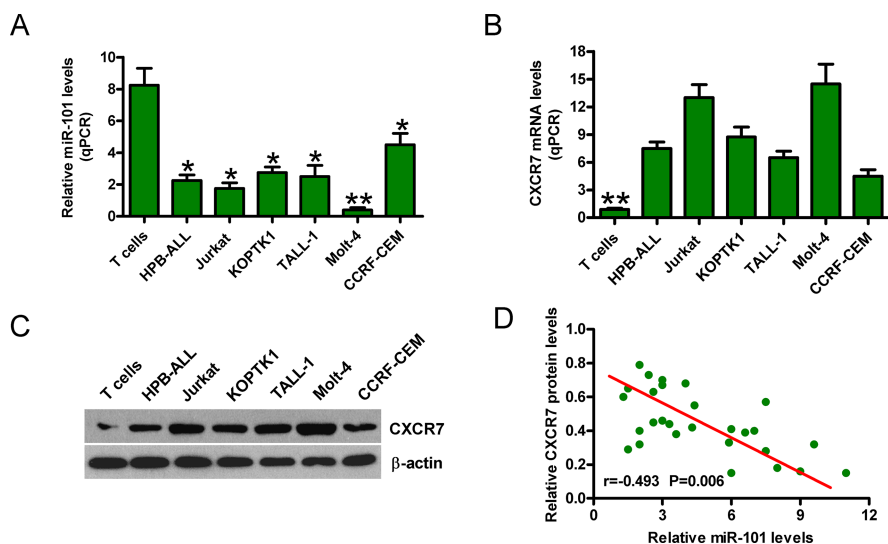 A
Relative miR-101 levels
(qPCR)
10
8
6
4
2
0
*
*
*
*
**
*
T cells
HPB-ALL
Jurkat
KOPTK1
TALL-1
Molt-4
CCRF-CEM
B
CXCR7 mRNA levels
(qPCR)
18
15
12
9
6
3
0
**
T cells
HPB-ALL
Jurkat
KOPTK1
TALL-1
Molt-4
CCRF-CEM
C
T cells
HPB-ALL
Jurkat
KOPTK1
TALL-1
Molt-4
CCRF-CEM
CXCR7
β-actin
D
Relative CXCR7 protein levels
1.0
0.8
0.6
0.4
0.2
0.0
r=-0.493 P=0.006
0 3 6 9 12
Relative miR-101 levels